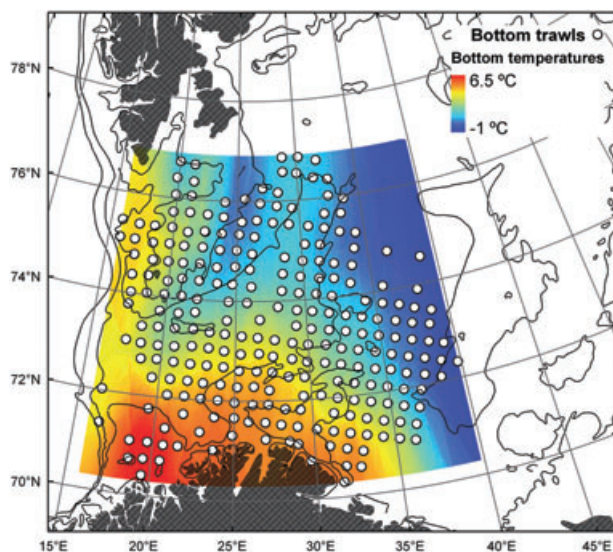 Bottom trawls
Bottom temperatures
6.5 ºC
-1 ºC
78°N
76°N
74°N
72°N
70°N
15°E 20°E 25°E 30°E 35°E 40°E 45°E